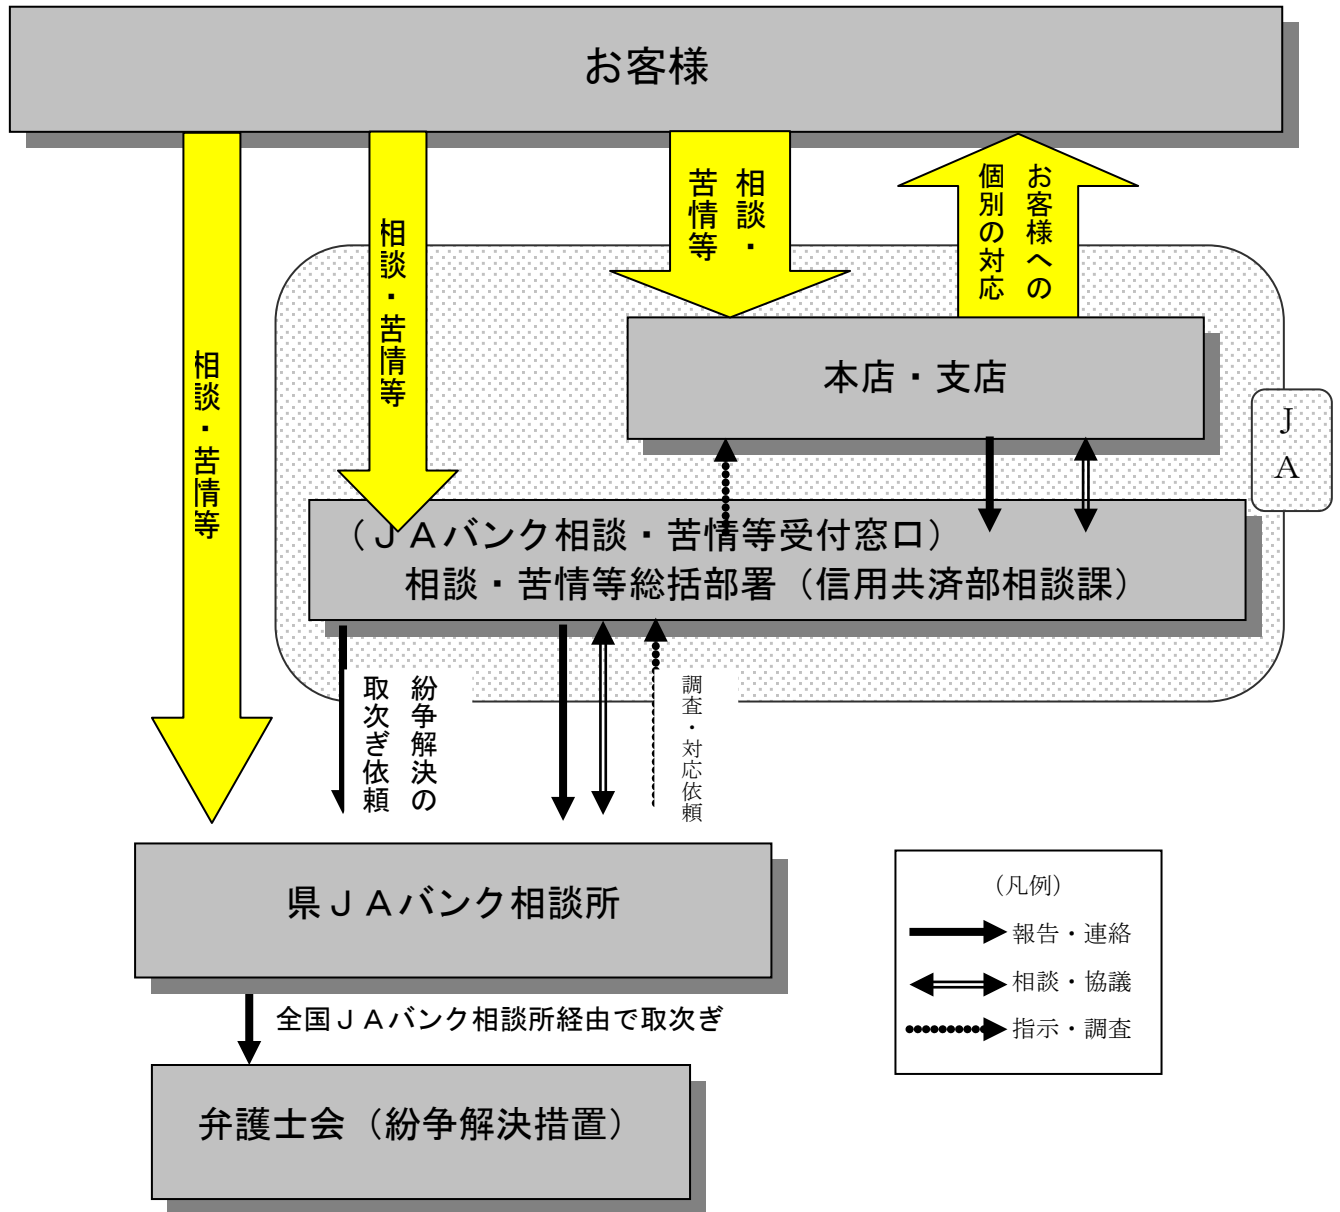 お客様
相談・苦情等
相談・苦情等
相談・
苦情等
お客様への
個別の対応
本店・支店
JA
（ＪＡバンク相談・苦情等受付窓口）
相談・苦情等総括部署（信用共済部相談課）
紛争解決の
取次ぎ依頼
調査・対応依頼
県ＪＡバンク相談所
全国ＪＡバンク相談所経由で取次ぎ
弁護士会（紛争解決措置）
（凡例）
報告・連絡
相談・協議
指示・調査